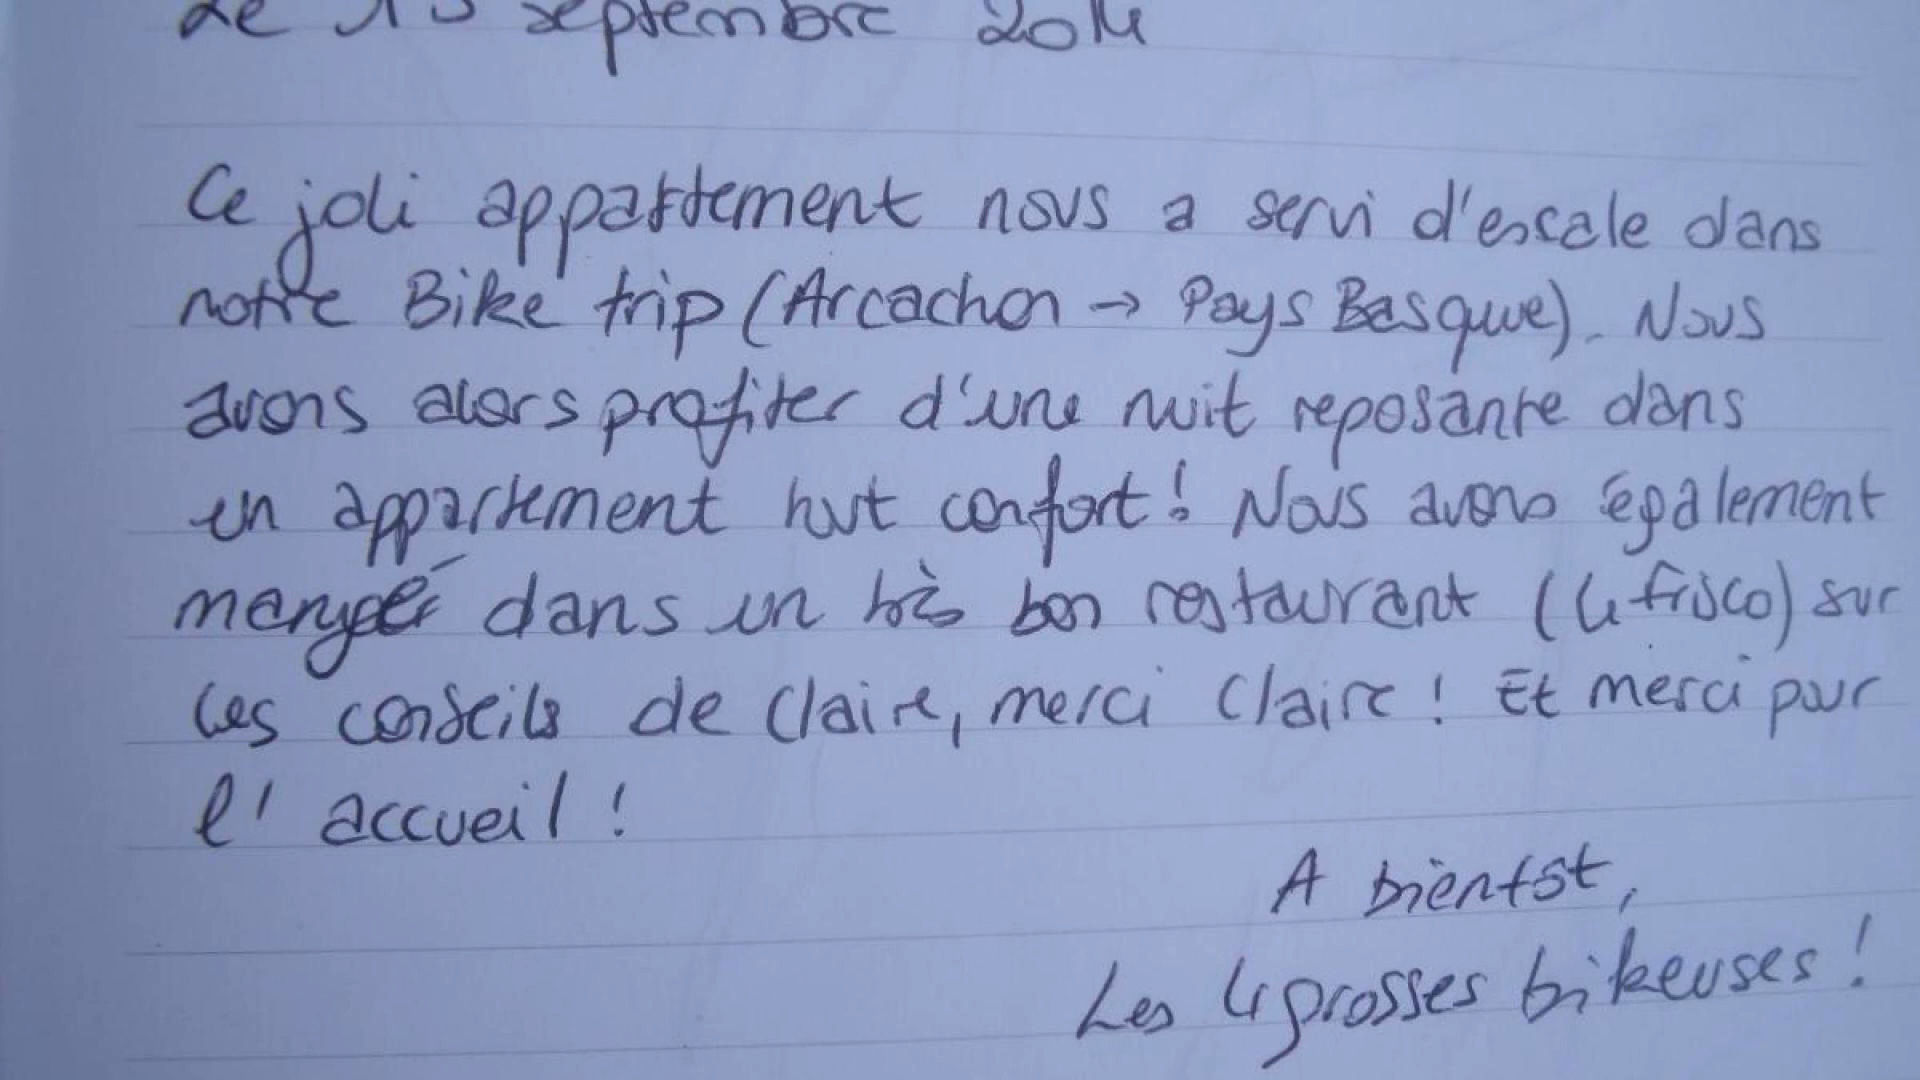 septembre 2014
Ce joli appartement nous a servi d'escale dans
notre Bike trip (Arcachon → Pays Basque). Nous
avons alors profiter d'une nuit reposante dans
un appartement tout confort! Nous avons également
manger dans un très bon restaurant (le frisco) sur
les conseils de Claire, merci Claire! Et merci pour
l'accueil!
A bientôt,
Les 4 grosses bikeuses!